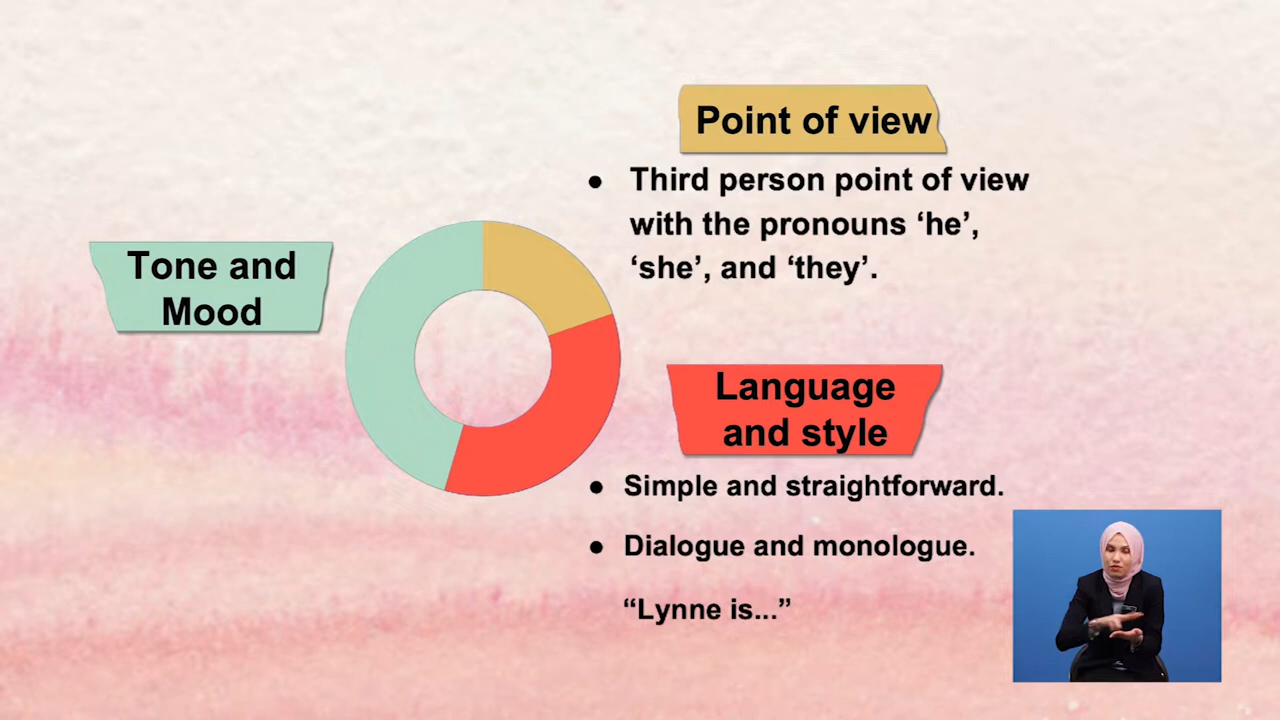 Point of view
● Third person point of view
with the pronouns ‘he’,
‘she’, and ‘they’.
Tone and
Mood
Language
and style
● Simple and straightforward.
● Dialogue and monologue.
“Lynne is...”